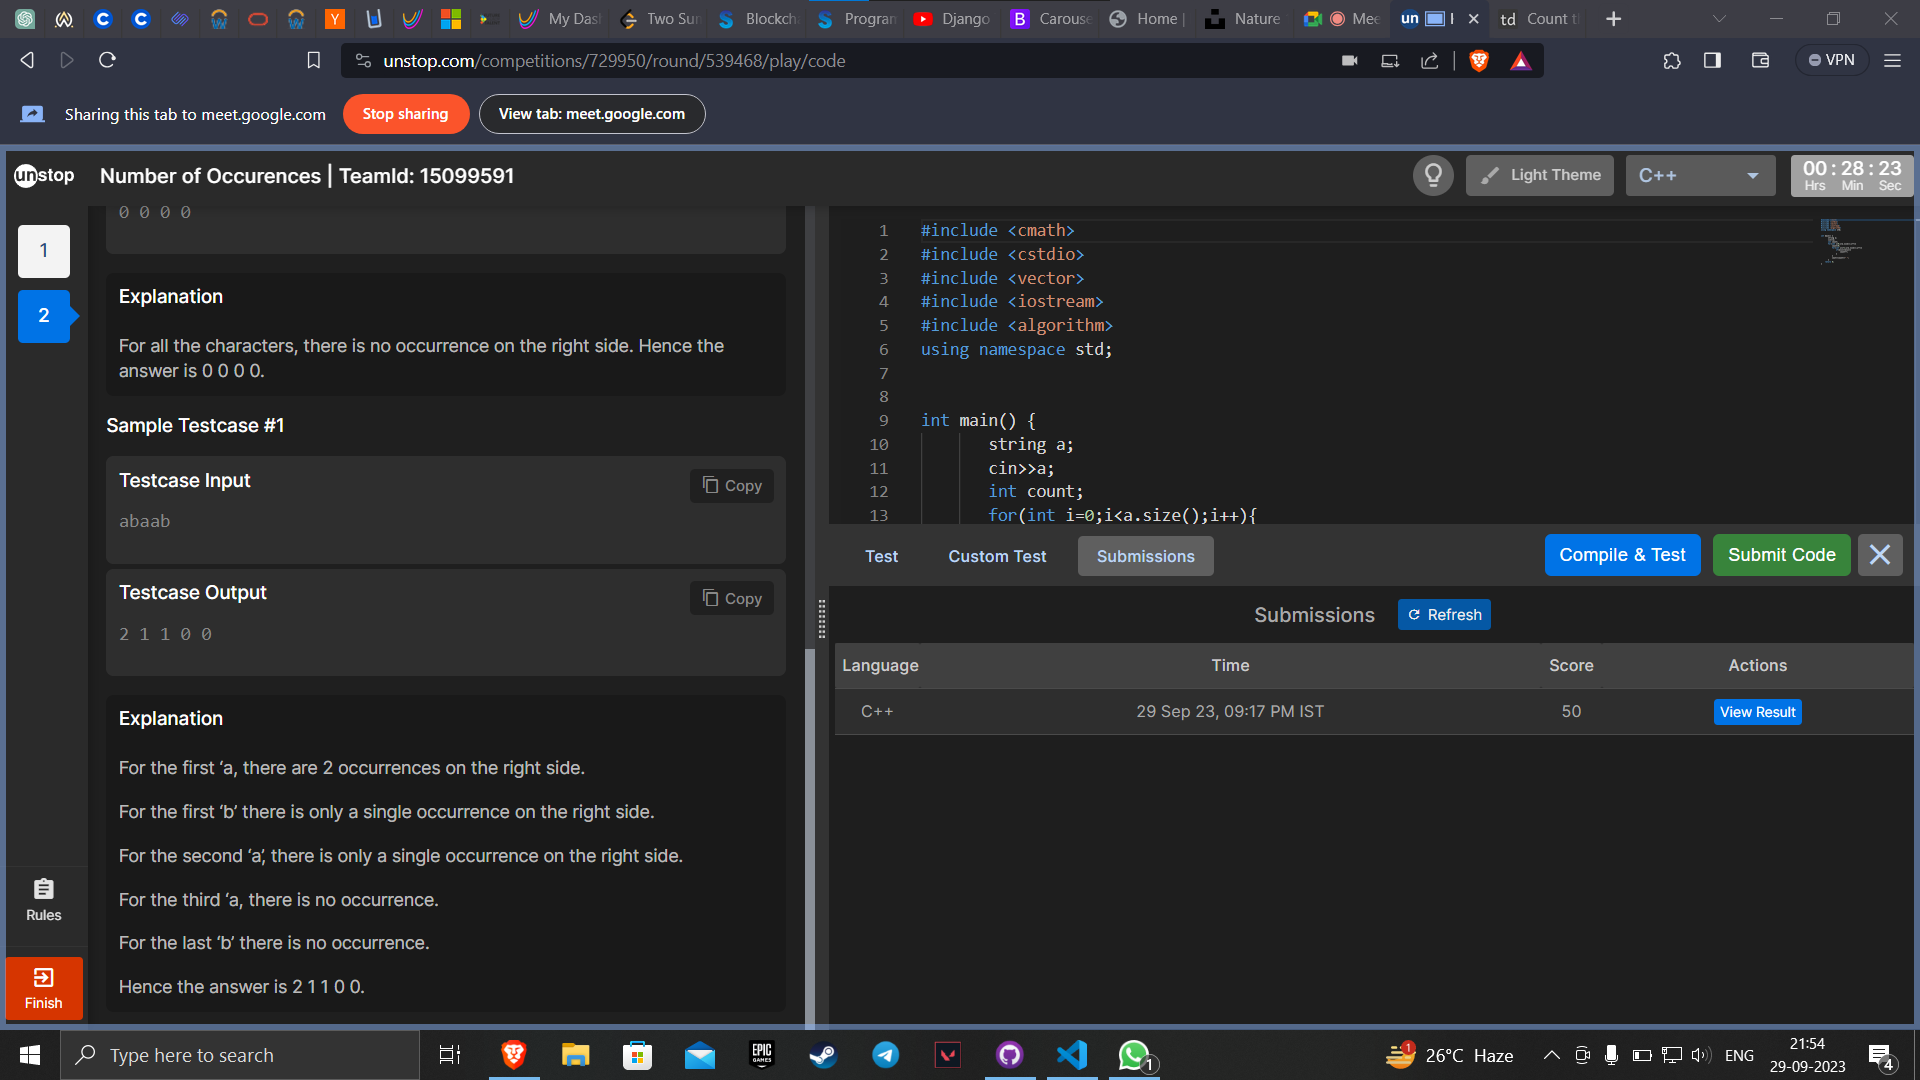 My Das
Two Sur
Blockcha
Program
Django
Carouse
Home |
Nature
Mee
Count t
unstop.com/competitions/729950/round/539468/play/code
VPN
Sharing this tab to meet.google.com
Stop sharing
View tab: meet.google.com
unstop
Number of Occurences | TeamId: 15099591
Light Theme
C++
00 : 28 : 23
Hrs Min Sec
1
2
Rules
Finish
0 0 0 0
Explanation
For all the characters, there is no occurrence on the right side. Hence the
answer is 0 0 0 0.
Sample Testcase #1
Testcase Input
Copy
abaab
Testcase Output
Copy
2 1 1 0 0
Explanation
For the first ‘a, there are 2 occurrences on the right side.
For the first ‘b’ there is only a single occurrence on the right side.
For the second ‘a’, there is only a single occurrence on the right side.
For the third ‘a, there is no occurrence.
For the last ‘b’ there is no occurrence.
Hence the answer is 2 1 1 0 0.
1 #include <cmath>
2 #include <cstdio>
3 #include <vector>
4 #include <iostream>
5 #include <algorithm>
6 using namespace std;
7
8
9 int main() {
10 string a;
11 cin>>a;
12 int count;
13 for(int i=0;i<a.size();i++){
Test
Custom Test
Submissions
Compile & Test
Submit Code
Submissions
Refresh
Language Time Score Actions
C++ 29 Sep 23, 09:17 PM IST 50 View Result
Type here to search
EPIC GAMES
1
1
26°C Haze
ENG
21:54
29-09-2023
4